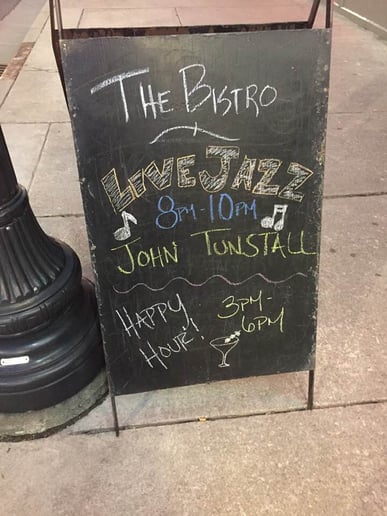 THE BISTRO
LIVE JAZZ
8PM-10PM
JOHN TUNSTALL
HAPPY HOUR! 3PM-6PM